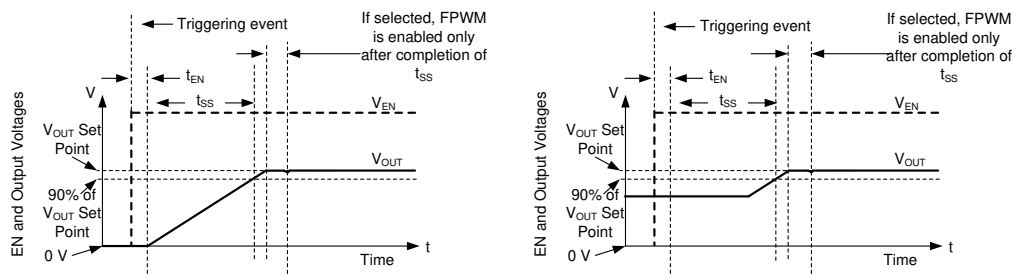 Triggering event
If selected, FPWM
is enabled only
after completion of
tSS
tEN
tSS
V
VEN
VOUT Set
Point
VOUT
90% of
VOUT Set
Point
0 V
t
Time
EN and Output Voltages
Triggering event
If selected, FPWM
is enabled only
after completion of
tSS
tEN
tSS
V
VEN
VOUT Set
Point
VOUT
90% of
VOUT Set
Point
0 V
t
Time
EN and Output Voltages